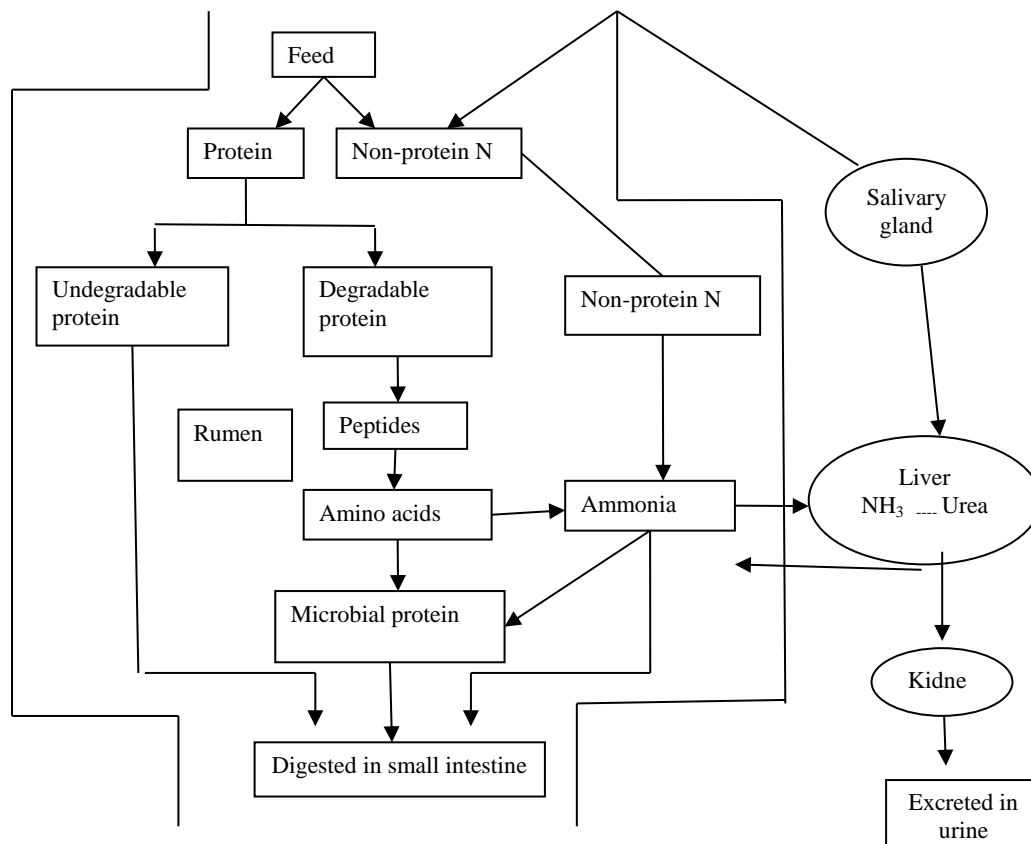 Feed
Protein
Non-protein N
Salivary
gland
Undegradable
protein
Degradable
protein
Non-protein N
Rumen
Peptides
Amino acids
Ammonia
Liver
NH₃ ---- Urea
Microbial protein
Kidne
Digested in small intestine
Excreted in
urine